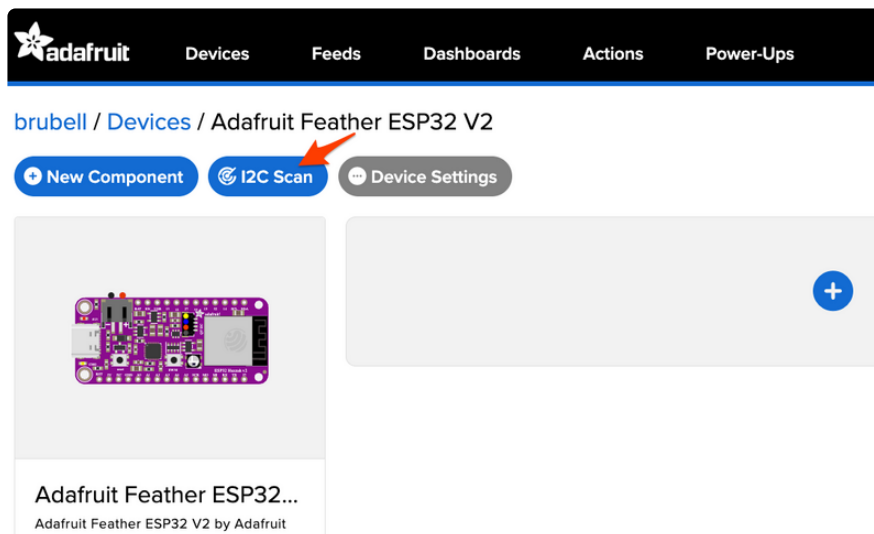 adafruit Devices Feeds Dashboards Actions Power-Ups
brubell / Devices / Adafruit Feather ESP32 V2
New Component I2C Scan Device Settings
Adafruit Feather ESP32...
Adafruit Feather ESP32 V2 by Adafruit